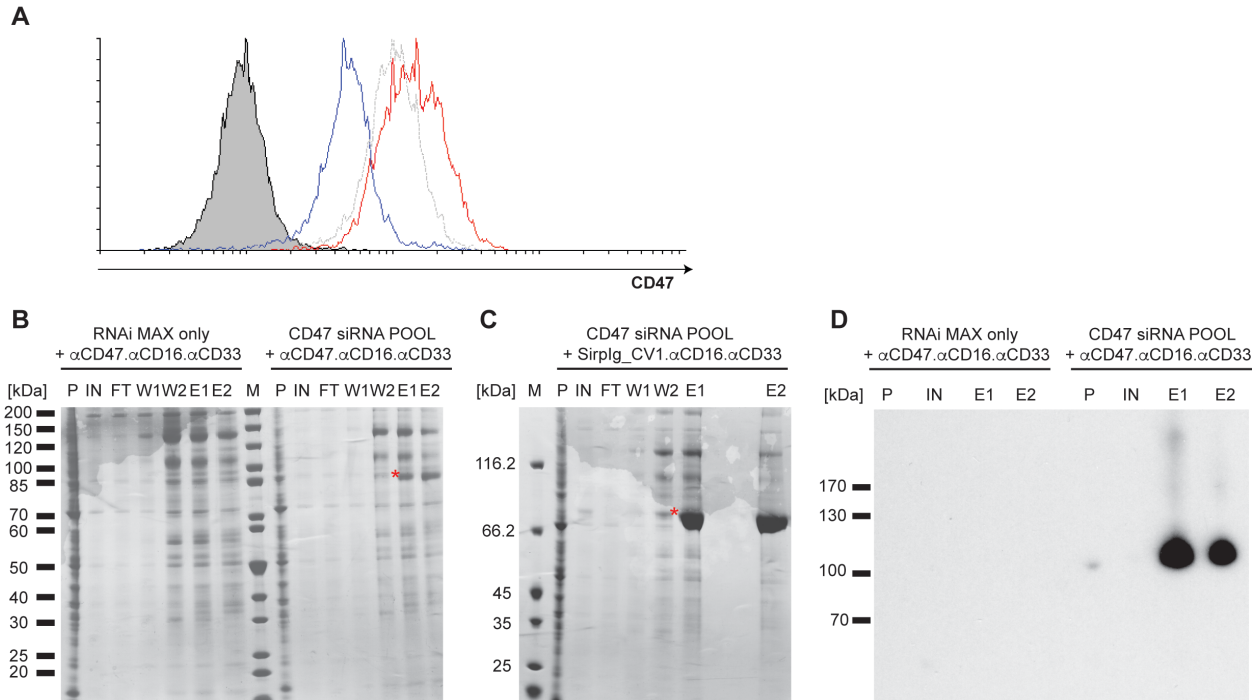 A
CD47
B
RNAi MAX only
+ αCD47.αCD16.αCD33
CD47 siRNA POOL
+ αCD47.αCD16.αCD33
[kDa] P IN FT W1 W2 E1 E2 M P IN FT W1 W2 E1 E2
200
150
120
100
85
70
60
50
40
30
25
20
*
C
CD47 siRNA POOL
+ SirpIg_CV1.αCD16.αCD33
[kDa] M P IN FT W1 W2 E1 E2
116.2
66.2
45
35
25
*
D
RNAi MAX only
+ αCD47.αCD16.αCD33
CD47 siRNA POOL
+ αCD47.αCD16.αCD33
[kDa] P IN E1 E2 P IN E1 E2
170
130
100
70